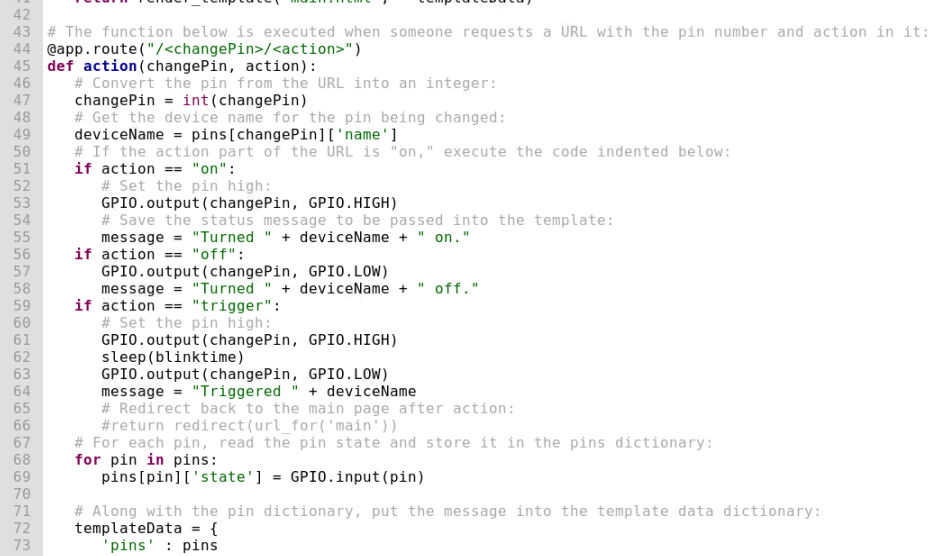 41    return render_template('main.html', **templateData)
42
43 # The function below is executed when someone requests a URL with the pin number and action in it:
44 @app.route("/<changePin>/<action>")
45 def action(changePin, action):
46    # Convert the pin from the URL into an integer:
47    changePin = int(changePin)
48    # Get the device name for the pin being changed:
49    deviceName = pins[changePin]['name']
50    # If the action part of the URL is "on," execute the code indented below:
51    if action == "on":
52       # Set the pin high:
53       GPIO.output(changePin, GPIO.HIGH)
54       # Save the status message to be passed into the template:
55       message = "Turned " + deviceName + " on."
56    if action == "off":
57       GPIO.output(changePin, GPIO.LOW)
58       message = "Turned " + deviceName + " off."
59    if action == "trigger":
60       # Set the pin high:
61       GPIO.output(changePin, GPIO.HIGH)
62       sleep(blinktime)
63       GPIO.output(changePin, GPIO.LOW)
64       message = "Triggered " + deviceName
65       # Redirect back to the main page after action:
66       #return redirect(url_for('main'))
67    # For each pin, read the pin state and store it in the pins dictionary:
68    for pin in pins:
69       pins[pin]['state'] = GPIO.input(pin)
70
71    # Along with the pin dictionary, put the message into the template data dictionary:
72    templateData = {
73       'pins' : pins